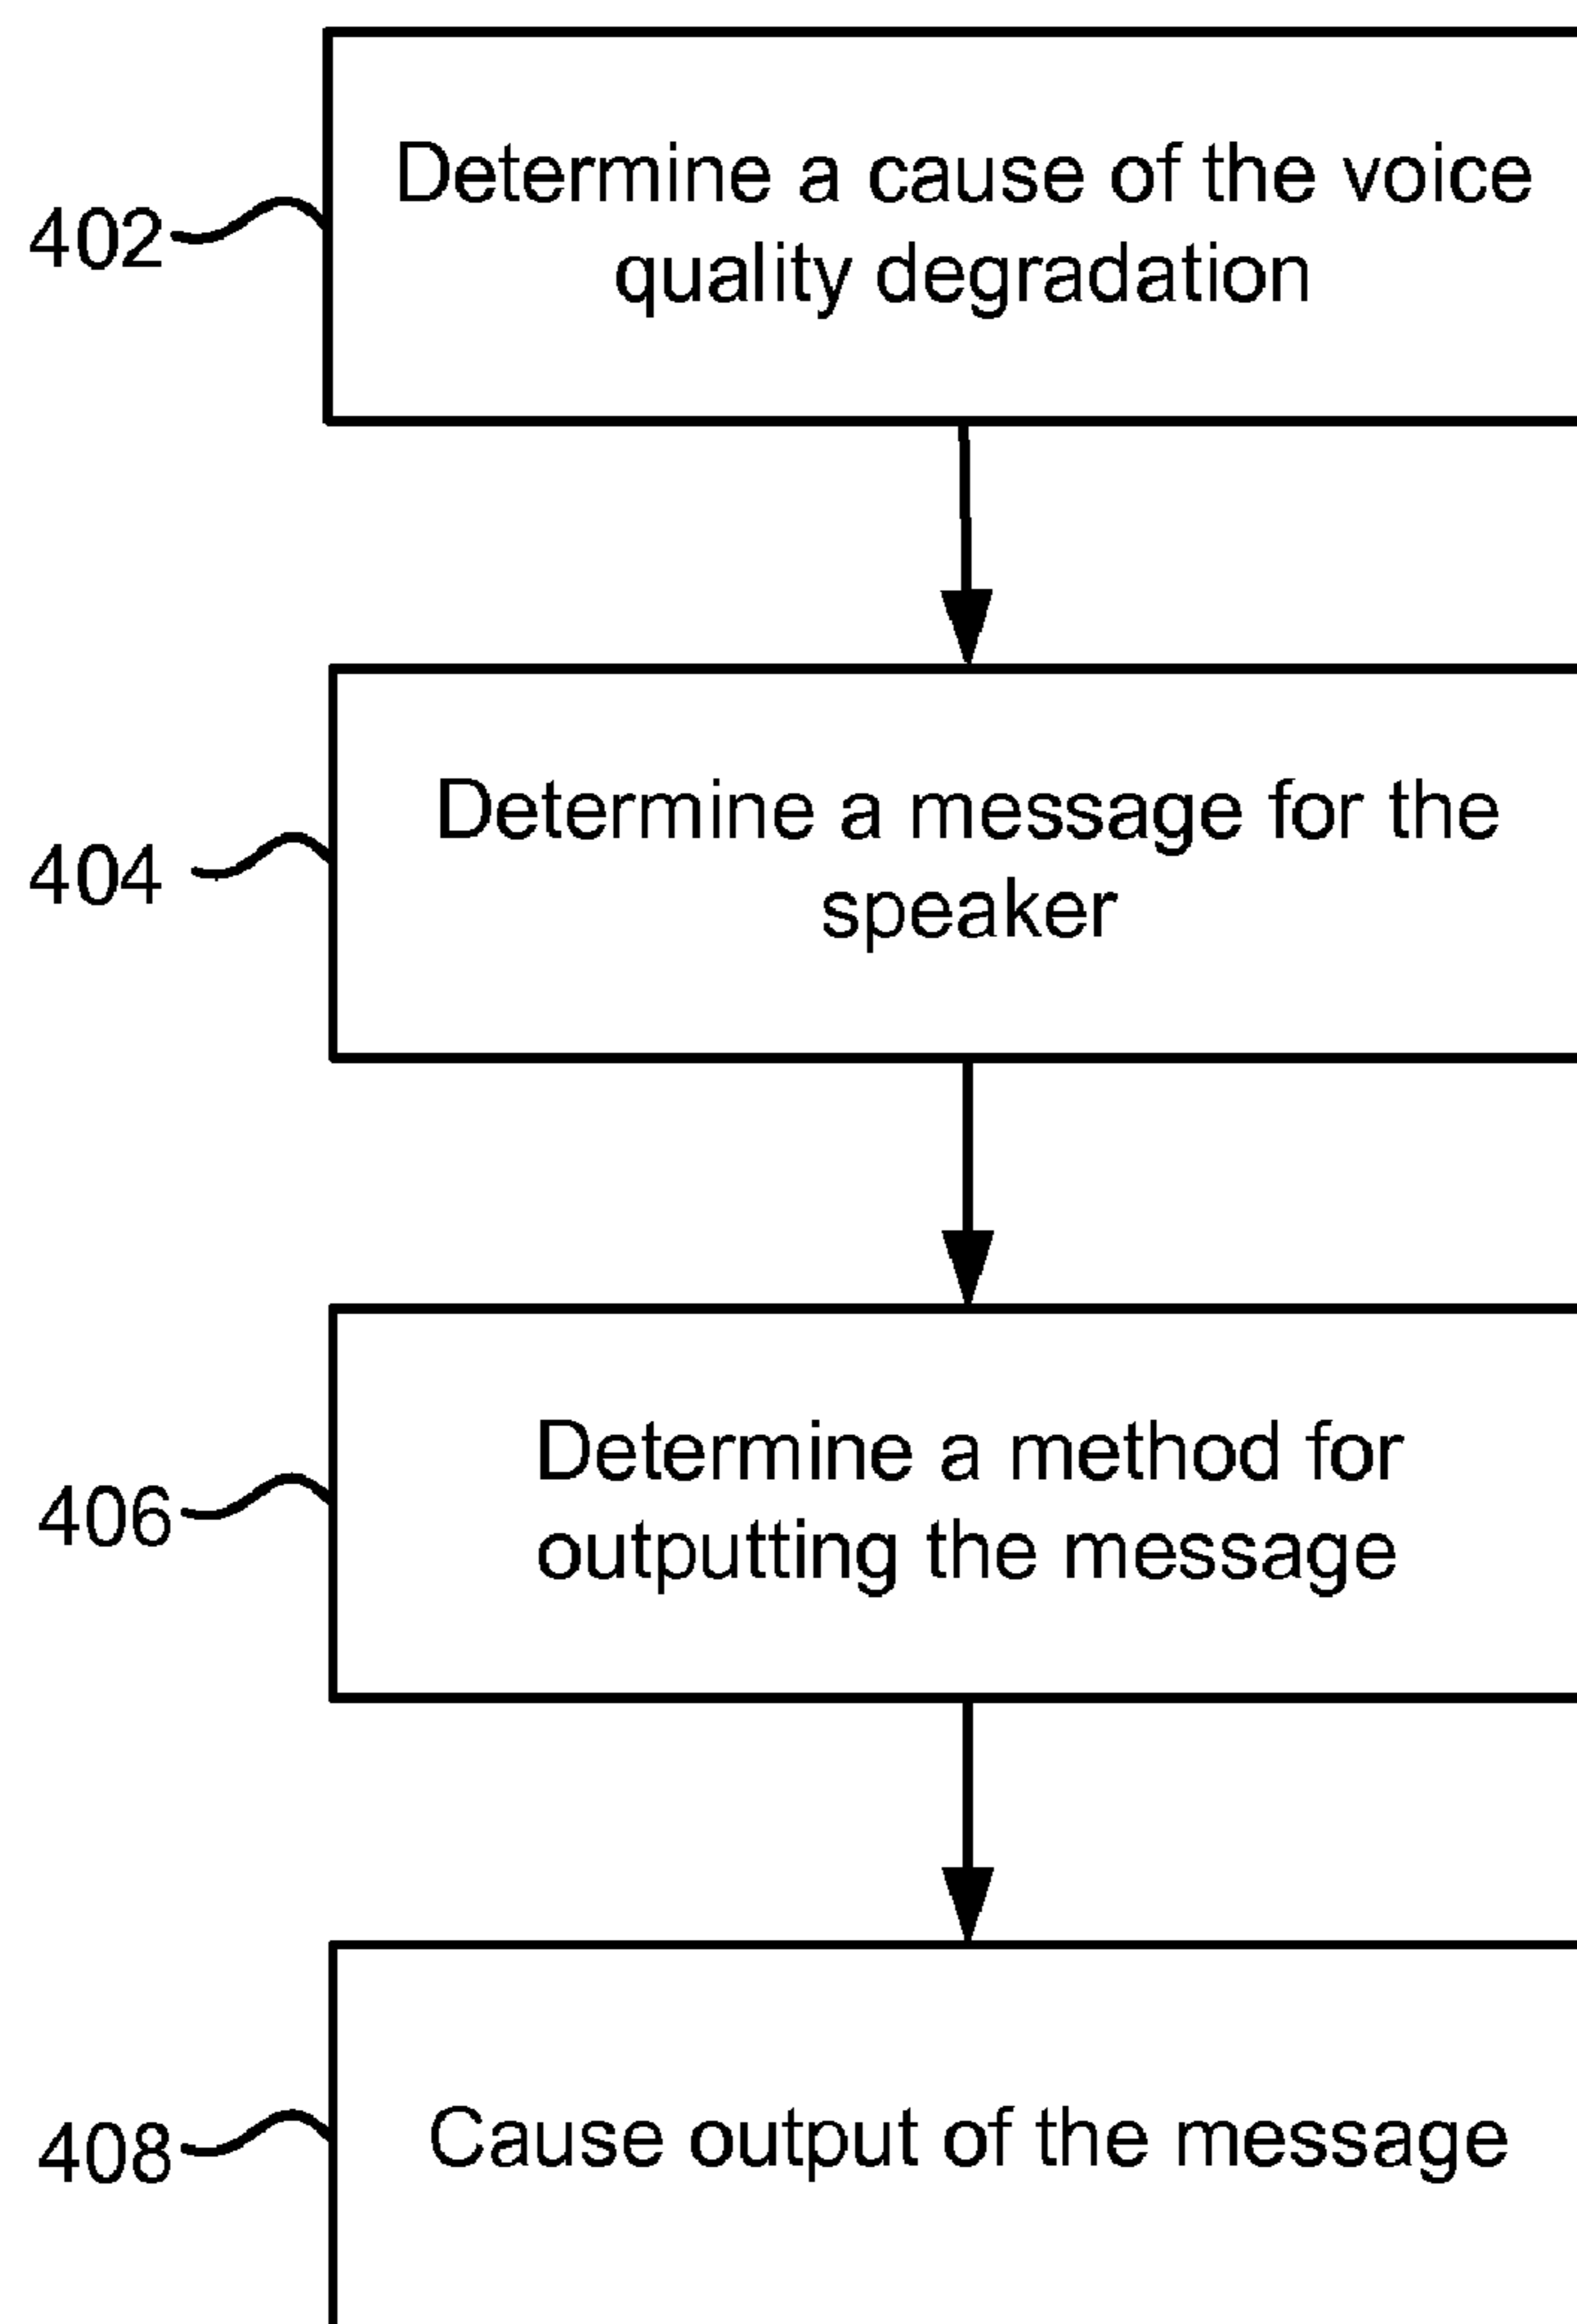 402
Determine a cause of the voice
quality degradation
404
Determine a message for the
speaker
406
Determine a method for
outputting the message
408
Cause output of the message